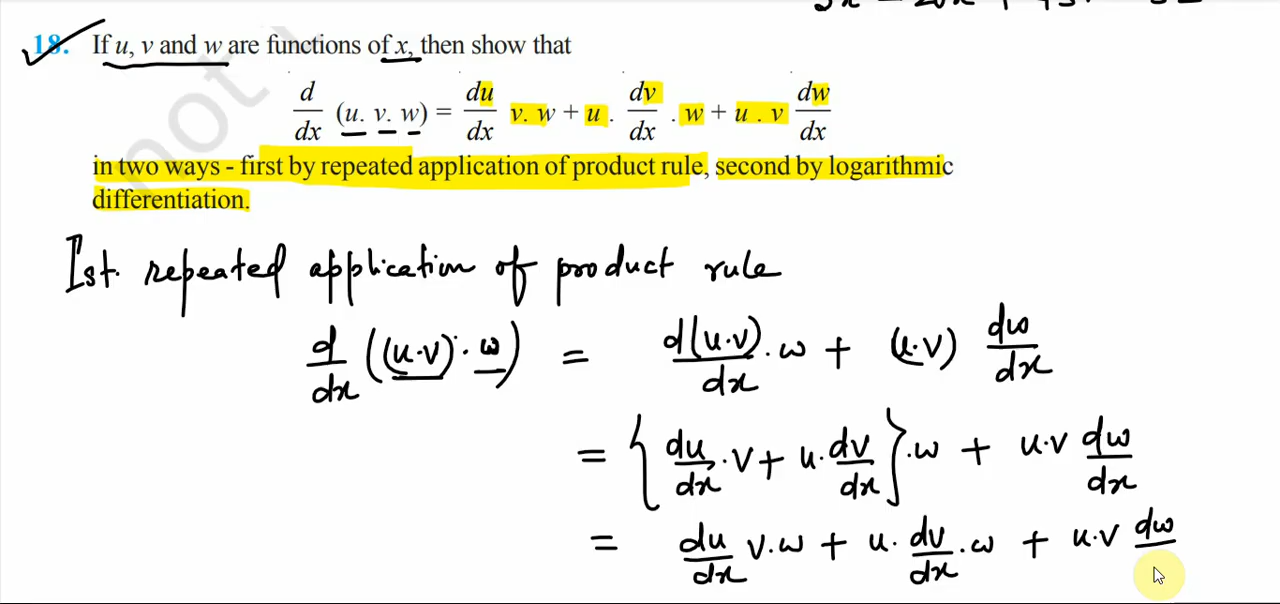 18. If u, v and w are functions of x, then show that
d/dx (u. v. w) = du/dx v. w + u . dv/dx . w + u . v dw/dx
in two ways - first by repeated application of product rule, second by logarithmic
differentiation.
Ist. repeated application of product rule
d/dx ((u·v)·w) = d(u·v)/dx · w + (u·v) dw/dx
= {du/dx · v + u · dv/dx} · w + u·v dw/dx
= du/dx v·w + u · dv/dx · w + u·v dw